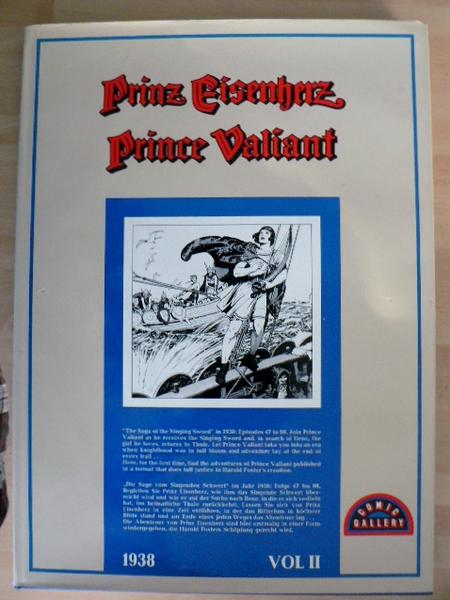 Prinz Eisenherz
Prince Valiant
"The Saga of the Singing Sword" in 1938: Episodes 47 to 98. Join Prince
Valiant as he receives the Singing Sword and, in search of Ilene, the
girl he loves, returns to Thule. Let Prince Valiant take you into an era
when knighthood was in full bloom and adventure lay at the end of
every trail ...
Here, for the first time, find the adventures of Prince Valiant published
in a format that does full justice to Harold Foster's creation.
„Die Sage vom Singenden Schwert" im Jahr 1938: Folge 47 bis 98.
Begleiten Sie Prinz Eisenherz, wie ihm das Singende Schwert über-
reicht wird und wie er auf der Suche nach Ilene, in die er sich verliebt
hat, ins heimatliche Thule zurückkehrt. Lassen Sie sich von Prinz
Eisenherz in eine Zeit entführen, in der das Rittertum in höchster
Blüte stand und am Ende eines jeden Weges das Abenteuer lag ...
Die Abenteuer von Prinz Eisenherz sind hier erstmalig in einer Form
wiedergegeben, die Harold Fosters Schöpfung gerecht wird.
COMIC
GALLERY
1938 VOL II